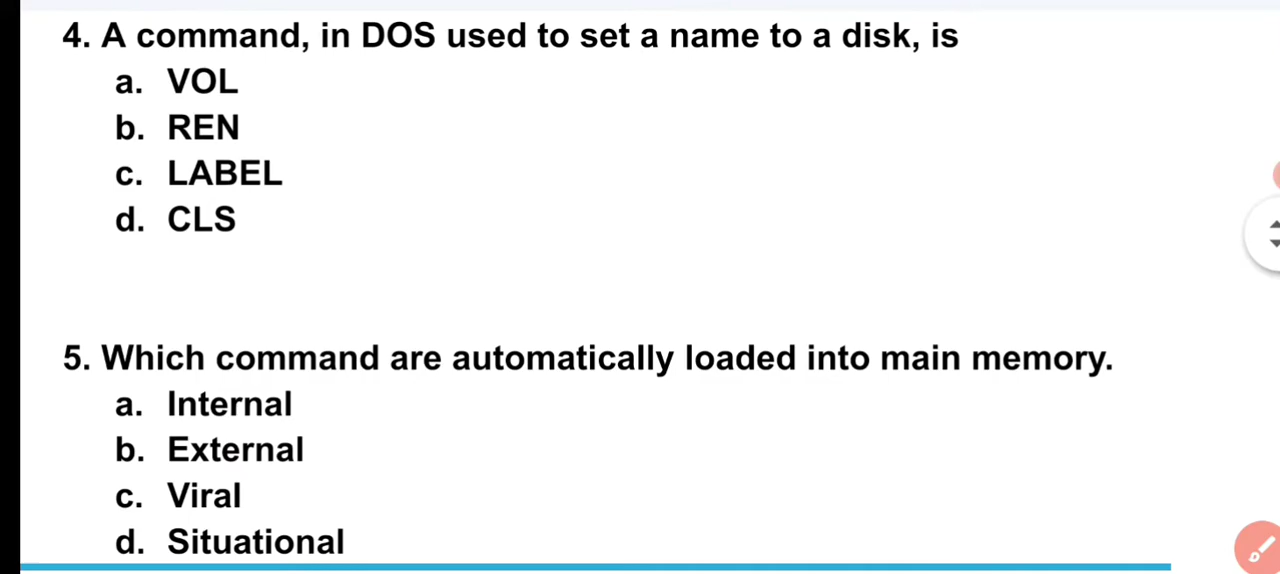 4. A command, in DOS used to set a name to a disk, is
a. VOL
b. REN
c. LABEL
d. CLS
5. Which command are automatically loaded into main memory.
a. Internal
b. External
c. Viral
d. Situational